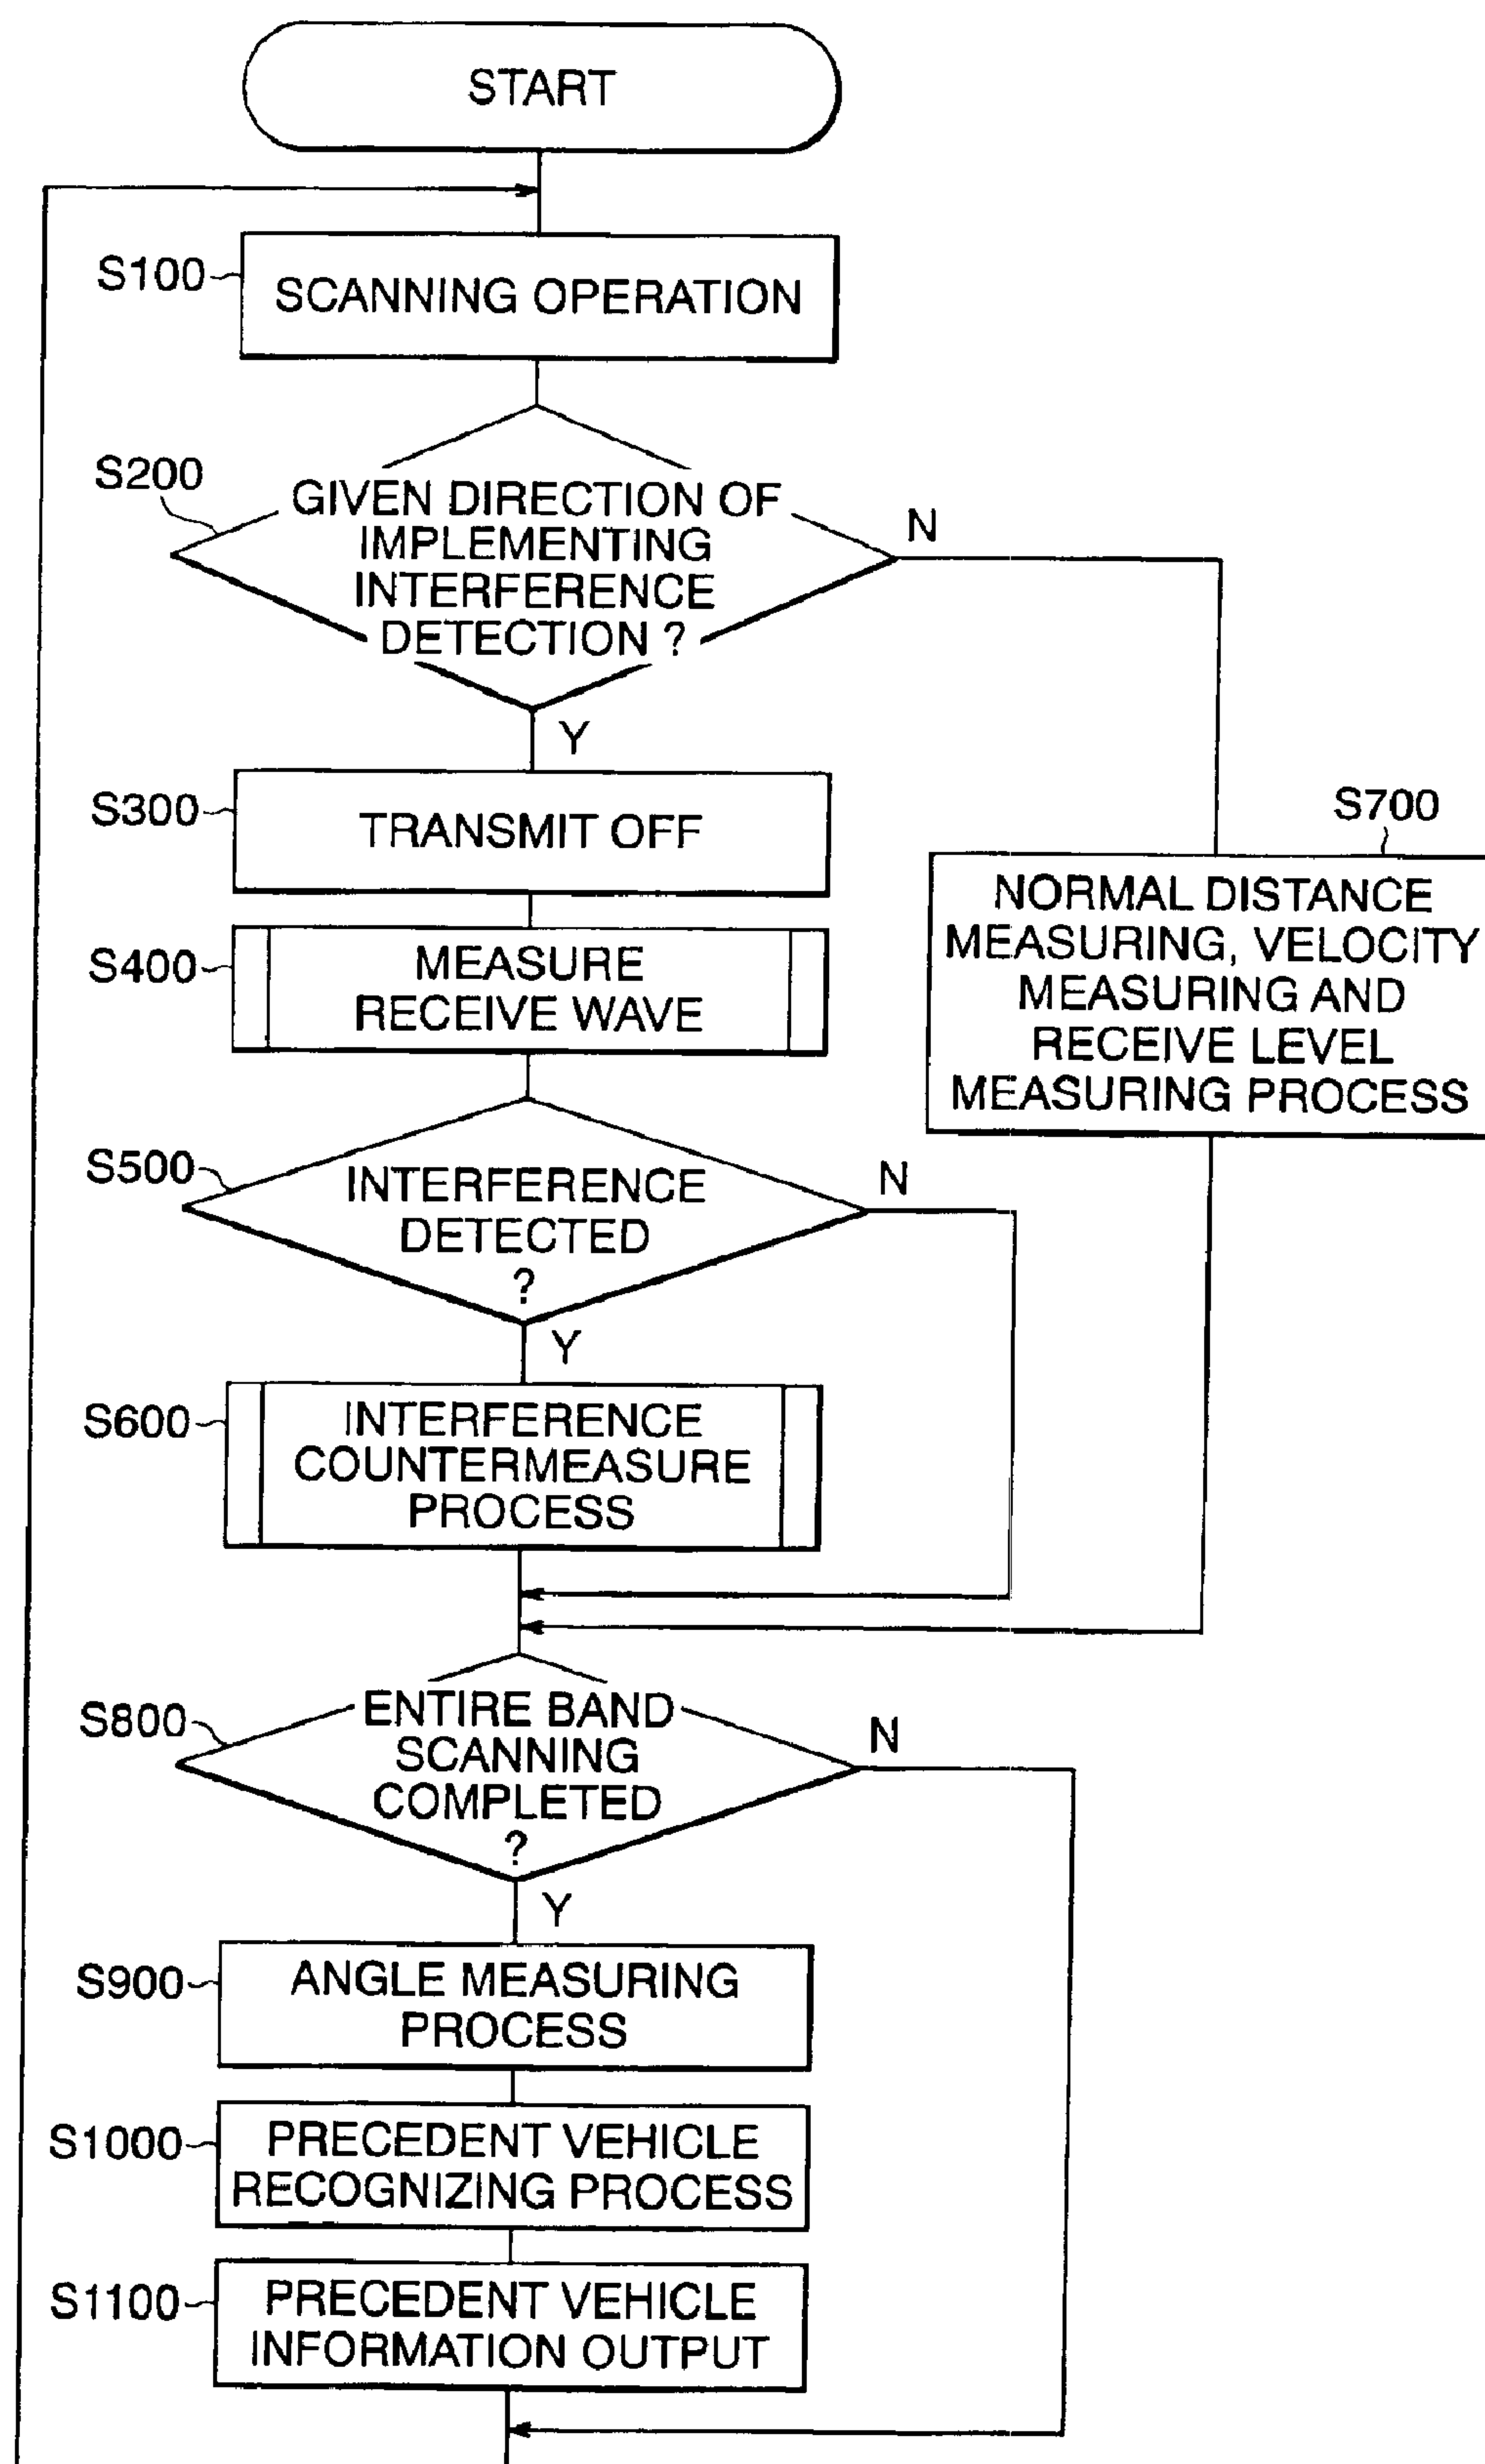 START
S100
SCANNING OPERATION
S200
GIVEN DIRECTION OF
IMPLEMENTING
INTERFERENCE
DETECTION ?
N
Y
S300
TRANSMIT OFF
S700
NORMAL DISTANCE
MEASURING, VELOCITY
MEASURING AND
RECEIVE LEVEL
MEASURING PROCESS
S400
MEASURE
RECEIVE WAVE
S500
INTERFERENCE
DETECTED
?
N
Y
S600
INTERFERENCE
COUNTERMEASURE
PROCESS
S800
ENTIRE BAND
SCANNING
COMPLETED
?
N
Y
S900
ANGLE MEASURING
PROCESS
S1000
PRECEDENT VEHICLE
RECOGNIZING PROCESS
S1100
PRECEDENT VEHICLE
INFORMATION OUTPUT